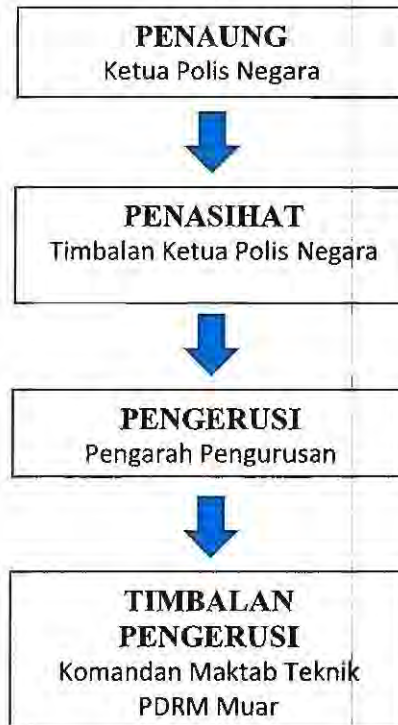 PENAUNG
Ketua Polis Negara
PENASIHAT
Timbalan Ketua Polis Negara
PENGERUSI
Pengarah Pengurusan
TIMBALAN
PENGERUSI
Komandan Maktab Teknik
PDRM Muar